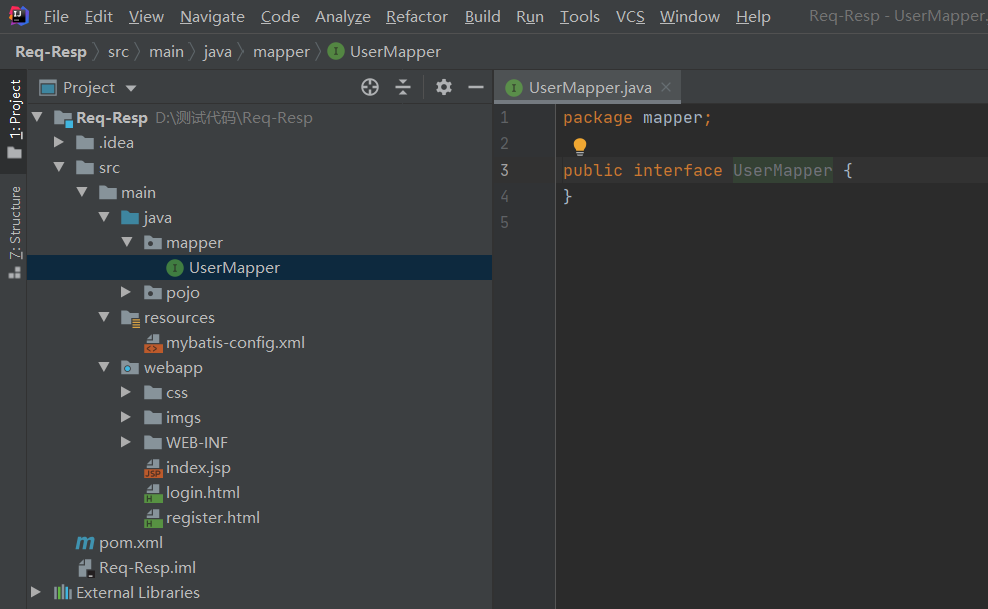 File Edit View Navigate Code Analyze Refactor Build Run Tools VCS Window Help Req-Resp - UserMapper.
Req-Resp src main java mapper UserMapper
1: Project
7: Structure
Project
Req-Resp D:\测试代码\Req-Resp
.idea
src
main
java
mapper
UserMapper
pojo
resources
mybatis-config.xml
webapp
css
imgs
WEB-INF
index.jsp
login.html
register.html
pom.xml
Req-Resp.iml
External Libraries
UserMapper.java
1 package mapper;
2
3 public interface UserMapper {
4 }
5